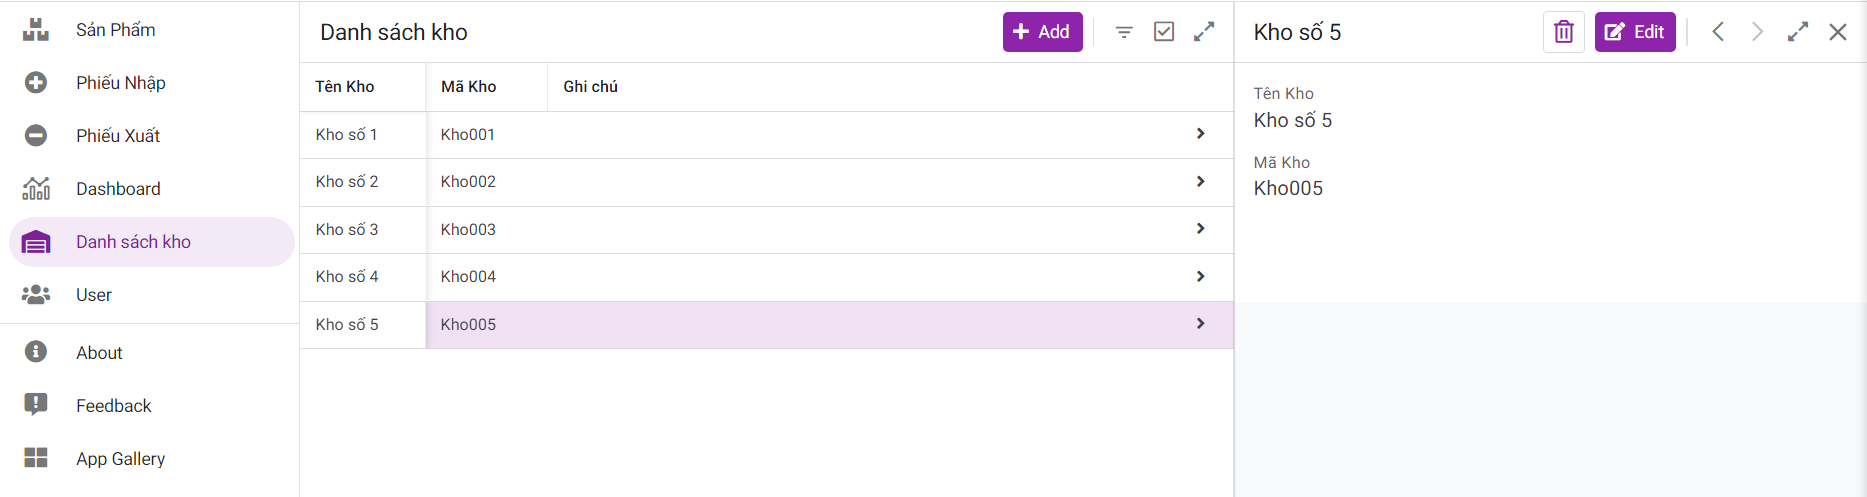 Sản Phẩm
Phiếu Nhập
Phiếu Xuất
Dashboard
Danh sách kho
User
About
Feedback
App Gallery
Danh sách kho
Add
Tên Kho Mã Kho Ghi chú
Kho số 1 Kho001
Kho số 2 Kho002
Kho số 3 Kho003
Kho số 4 Kho004
Kho số 5 Kho005
Kho số 5
Edit
Tên Kho
Kho số 5
Mã Kho
Kho005